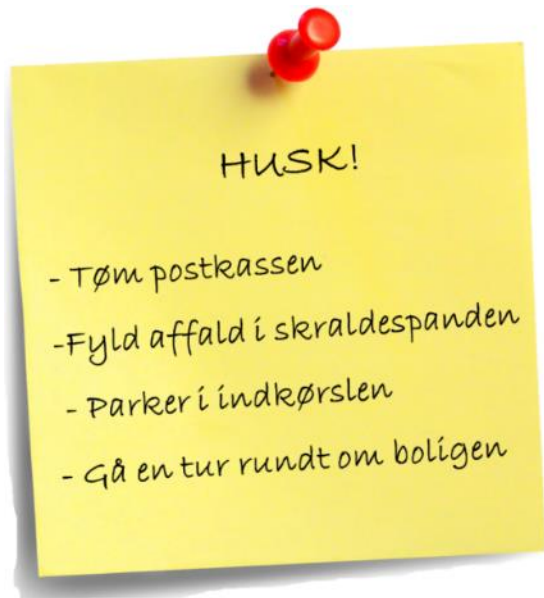 HUSK!
- Tøm postkassen
-Fyld affald i skraldespanden
- Parker i indkørslen
- Gå en tur rundt om boligen